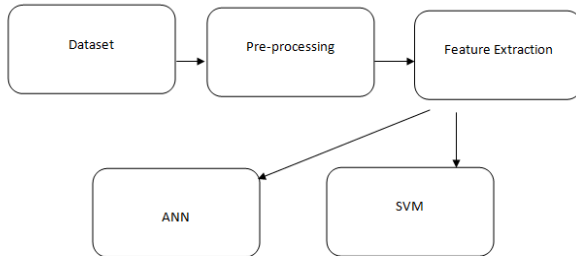 Dataset
Pre-processing
Feature Extraction
ANN
SVM